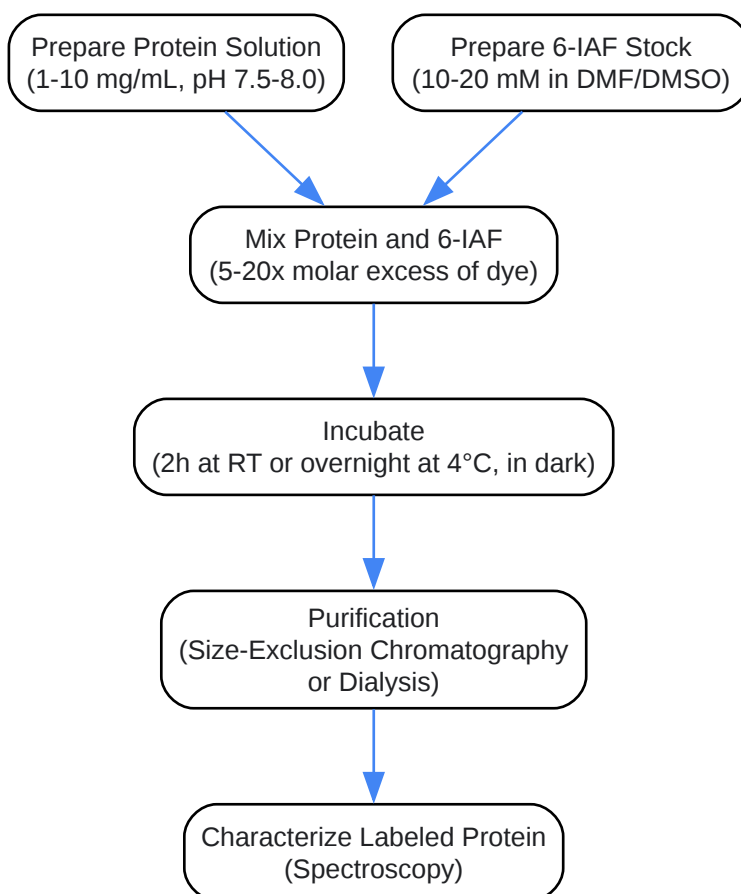 Prepare Protein Solution
(1-10 mg/mL, pH 7.5-8.0)
Prepare 6-IAF Stock
(10-20 mM in DMF/DMSO)
Mix Protein and 6-IAF
(5-20x molar excess of dye)
Incubate
(2h at RT or overnight at 4°C, in dark)
Purification
(Size-Exclusion Chromatography
or Dialysis)
Characterize Labeled Protein
(Spectroscopy)